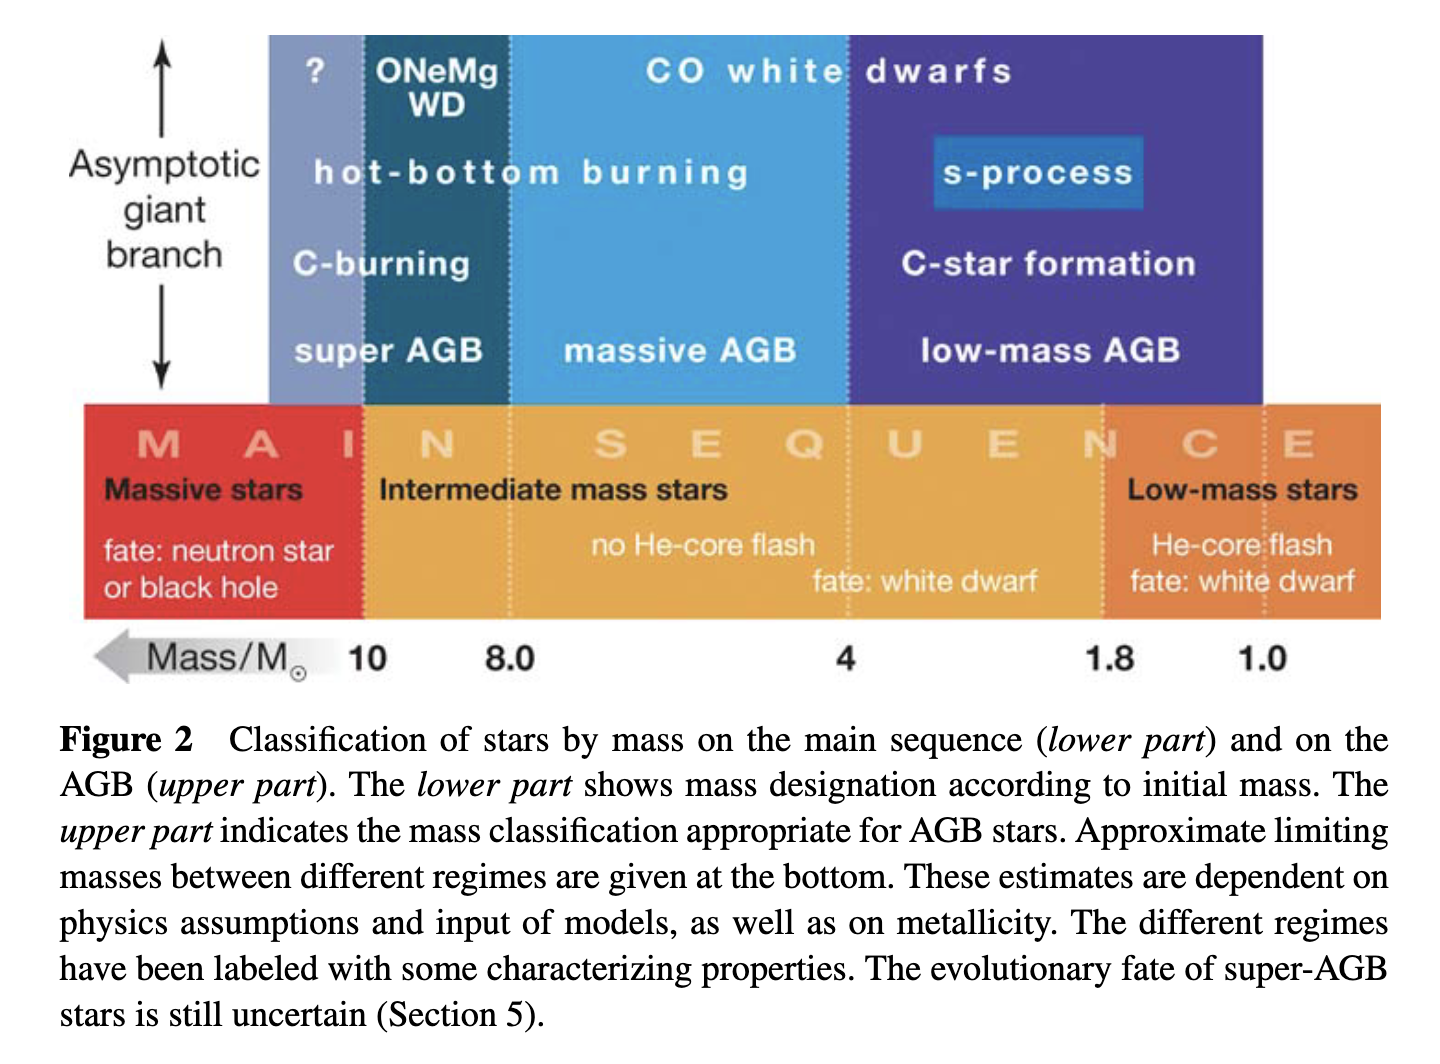 ? ONeMg CO white dwarfs
WD
Asymptotic
giant
branch
hot-bottom burning s-process
C-burning C-star formation
super AGB massive AGB low-mass AGB
MAIN SEQUENCE
Massive stars Intermediate mass stars Low-mass stars
fate: neutron star
or black hole
no He-core flash
fate: white dwarf
He-core flash
fate: white dwarf
Mass/M☉ 10 8.0 4 1.8 1.0
Figure 2 Classification of stars by mass on the main sequence (lower part) and on the
AGB (upper part). The lower part shows mass designation according to initial mass. The
upper part indicates the mass classification appropriate for AGB stars. Approximate limiting
masses between different regimes are given at the bottom. These estimates are dependent on
physics assumptions and input of models, as well as on metallicity. The different regimes
have been labeled with some characterizing properties. The evolutionary fate of super-AGB
stars is still uncertain (Section 5).